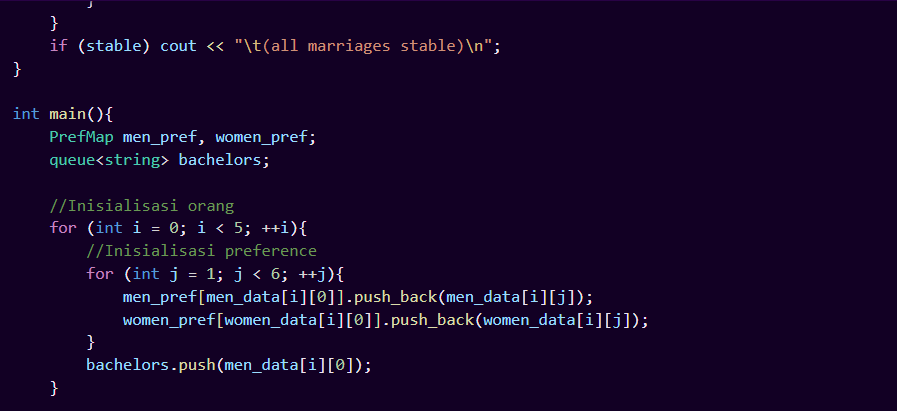 }
}
if (stable) cout << "\t(all marriages stable)\n";
}
int main(){
PrefMap men_pref, women_pref;
queue<string> bachelors;
//Inisialisasi orang
for (int i = 0; i < 5; ++i){
//Inisialisasi preference
for (int j = 1; j < 6; ++j){
men_pref[men_data[i][0]].push_back(men_data[i][j]);
women_pref[women_data[i][0]].push_back(women_data[i][j]);
}
bachelors.push(men_data[i][0]);
}